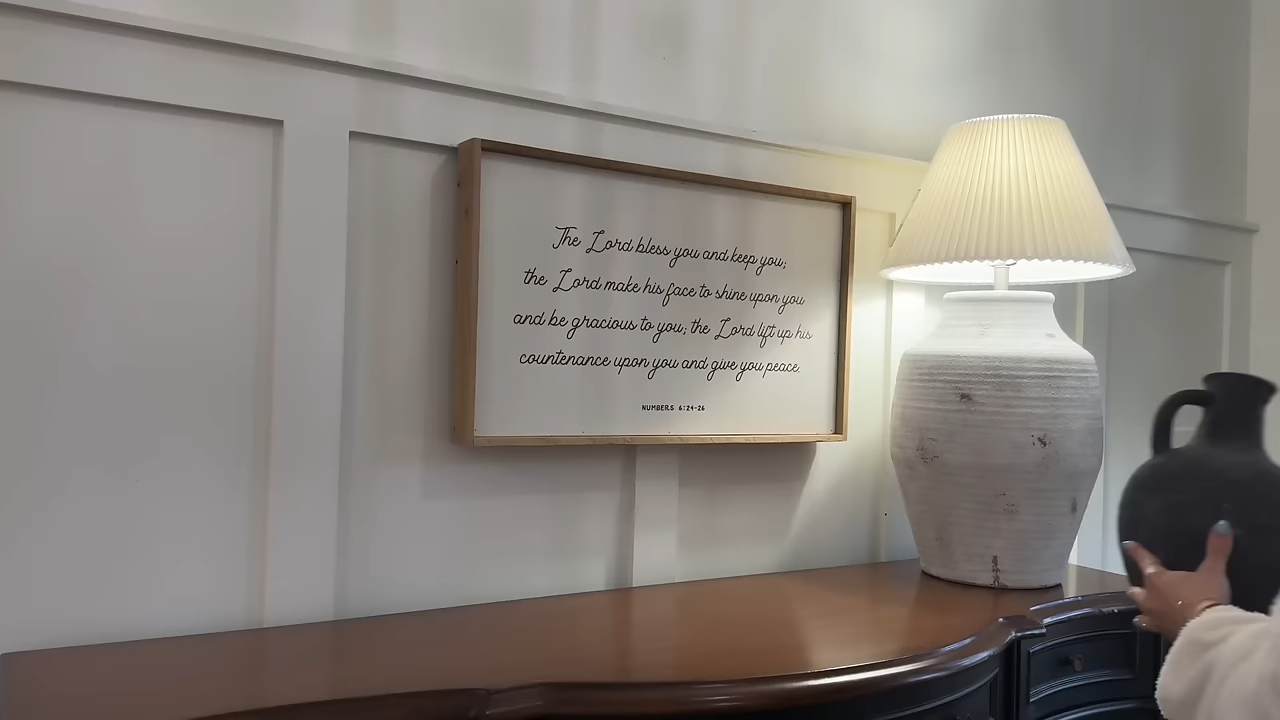 The Lord bless you and keep you;
the Lord make his face to shine upon you
and be gracious to you; the Lord lift up his
countenance upon you and give you peace.
NUMBERS 6:24-26